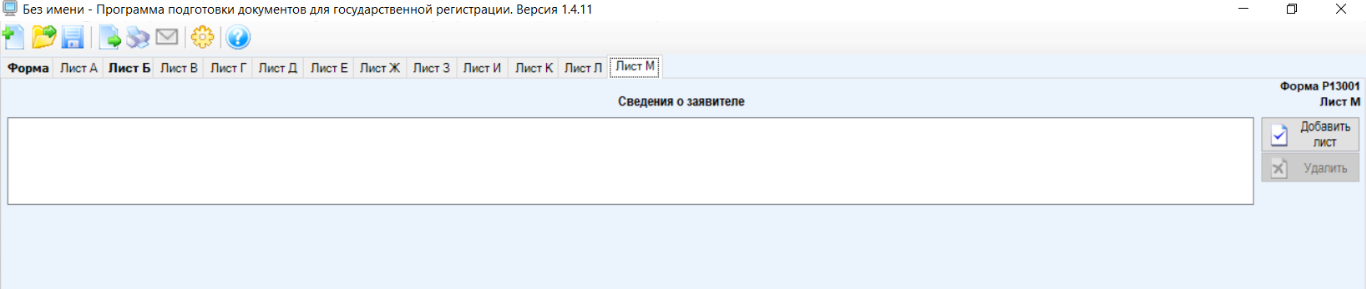 Без имени - Программа подготовки документов для государственной регистрации. Версия 1.4.11
Форма Лист А Лист Б Лист В Лист Г Лист Д Лист Е Лист Ж Лист З Лист И Лист К Лист Л Лист М
Форма Р13001
Сведения о заявителе
Лист М
Добавить
лист
Удалить